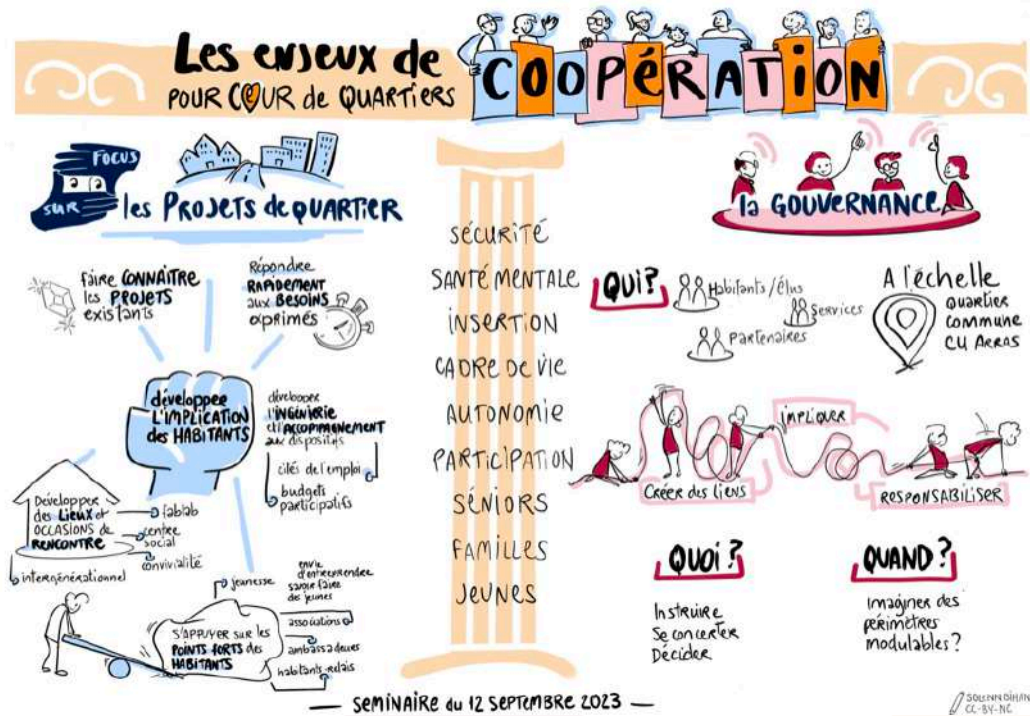 Les enjeux de
COOPÉRATION
POUR CŒUR de QUARTIERS
FOCUS
SUR
les PROJETS de QUARTIER
faire CONNAÎTRE
les PROJETS
existants
Répondre
RAPIDEMENT
aux BESOINS
exprimés
développer
L'IMPLICATION
des HABITANTS
développer
l'INGÉNIERIE
et l'ACCOMPAGNEMENT
aux dispositifs
cités de l'emploi
budgets
participatifs
Développer
des LIEUX et
OCCASIONS de
RENCONTRE
fablab
centre
social
convivialité
intergénérationnel
S'APPUYER SUR les
POINTS FORTS des
HABITANTS
jeunesse
envie
d'entreprendre
savoir faire
des jeunes
associations
ambassadeurs
habitants-relais
SÉCURITÉ
SANTÉ MENTALE
INSERTION
CADRE DE VIE
AUTONOMIE
PARTICIPATION
SÉNIORS
FAMILLES
JEUNES
la GOUVERNANCE
QUI?
Habitants/élus
Services
Partenaires
A l'échelle
QUARTIER
COMMUNE
CU ARRAS
CRÉER des LIENS
IMPLIQUER
RESPONSABILISER
QUOI?
Instruire
Se concerter
Décider
QUAND?
Imaginer des
périmètres
modulables?
— SEMINAIRE du 12 SEPTEMBRE 2023 —
SOLENN BIHAN
CC-BY-NC